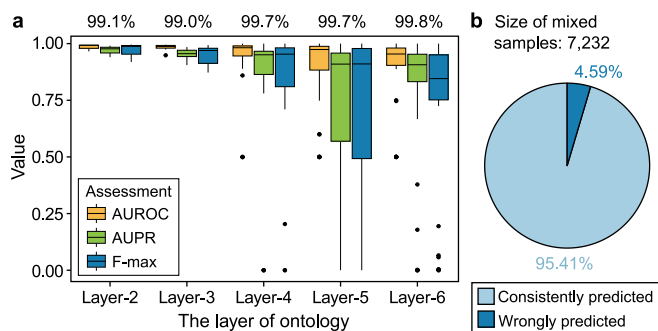 a
99.1% 99.0% 99.7% 99.7% 99.8%
1.00
0.75
0.50
0.25
0.00
Value
Assessment
AUROC
AUPR
F-max
Layer-2 Layer-3 Layer-4 Layer-5 Layer-6
The layer of ontology
b
Size of mixed
samples: 7,232
4.59%
95.41%
Consistently predicted
Wrongly predicted